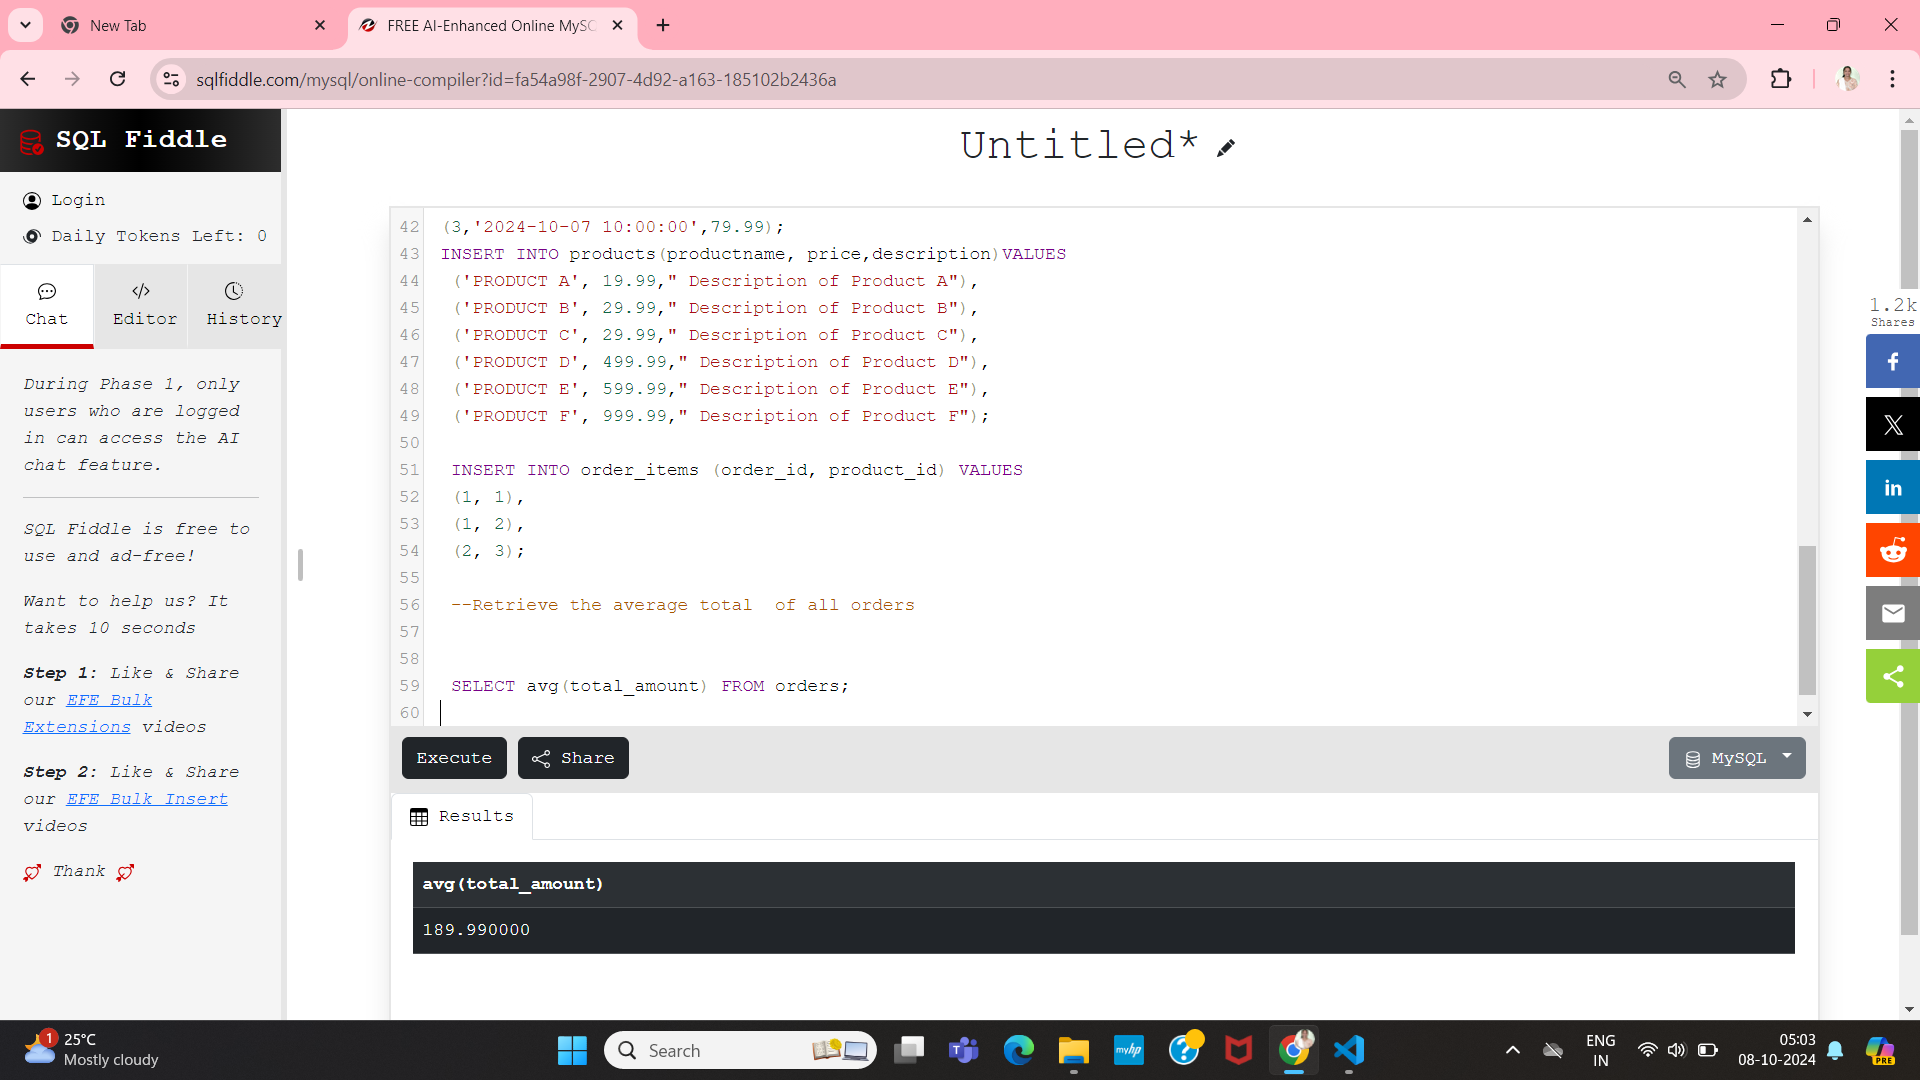 New Tab
FREE AI-Enhanced Online MySQ
sqlfiddle.com/mysql/online-compiler?id=fa54a98f-2907-4d92-a163-185102b2436a
SQL Fiddle
Login
Daily Tokens Left: 0
Chat
Editor
History
During Phase 1, only
users who are logged
in can access the AI
chat feature.
SQL Fiddle is free to
use and ad-free!
Want to help us? It
takes 10 seconds
Step 1: Like & Share
our EFE Bulk
Extensions videos
Step 2: Like & Share
our EFE Bulk Insert
videos
Thank
Untitled*
42 (3,'2024-10-07 10:00:00',79.99);
43 INSERT INTO products(productname, price,description)VALUES
44 ('PRODUCT A', 19.99," Description of Product A"),
45 ('PRODUCT B', 29.99," Description of Product B"),
46 ('PRODUCT C', 29.99," Description of Product C"),
47 ('PRODUCT D', 499.99," Description of Product D"),
48 ('PRODUCT E', 599.99," Description of Product E"),
49 ('PRODUCT F', 999.99," Description of Product F");
50
51 INSERT INTO order_items (order_id, product_id) VALUES
52 (1, 1),
53 (1, 2),
54 (2, 3);
55
56 --Retrieve the average total  of all orders
57
58
59 SELECT avg(total_amount) FROM orders;
60
Execute
Share
MySQL
Results
avg(total_amount)
189.990000
1.2k
Shares
1
25°C
Mostly cloudy
Search
myhp
ENG
IN
05:03
08-10-2024
PRE